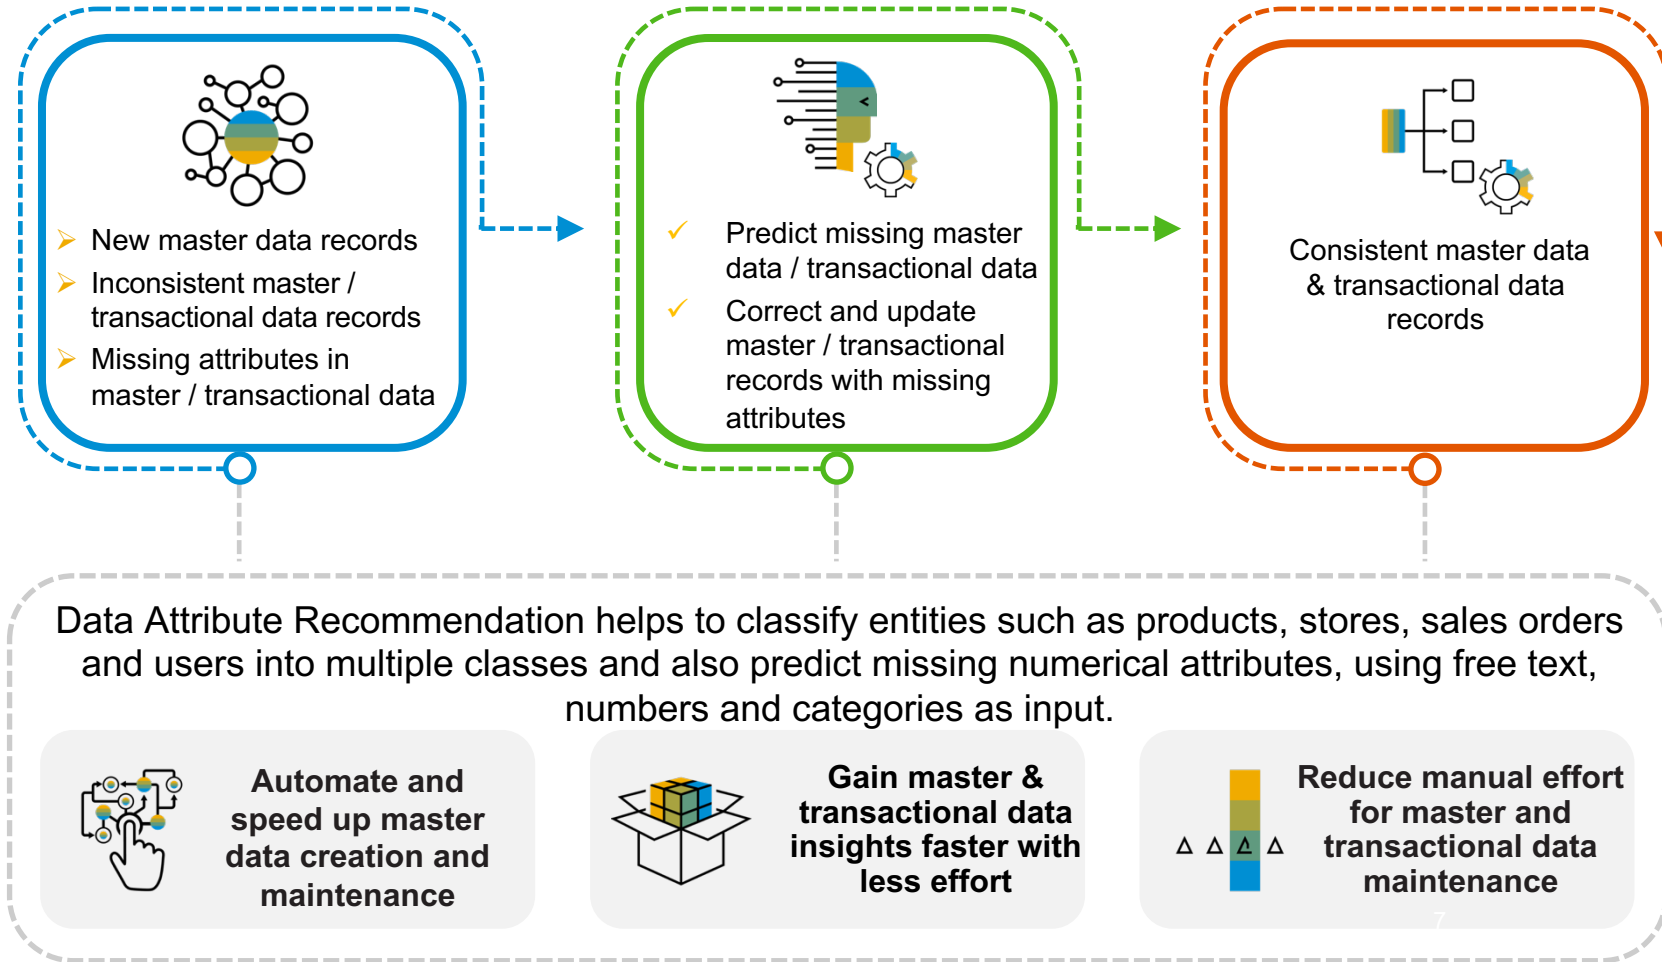 New master data records
Inconsistent master /
transactional data records
Missing attributes in
master / transactional data
Predict missing master
data / transactional data
Correct and update
master / transactional
records with missing
attributes
Consistent master data
& transactional data
records
Data Attribute Recommendation helps to classify entities such as products, stores, sales orders
and users into multiple classes and also predict missing numerical attributes, using free text,
numbers and categories as input.
Automate and
speed up master
data creation and
maintenance
Gain master &
transactional data
insights faster with
less effort
Reduce manual effort
for master and
transactional data
maintenance
7